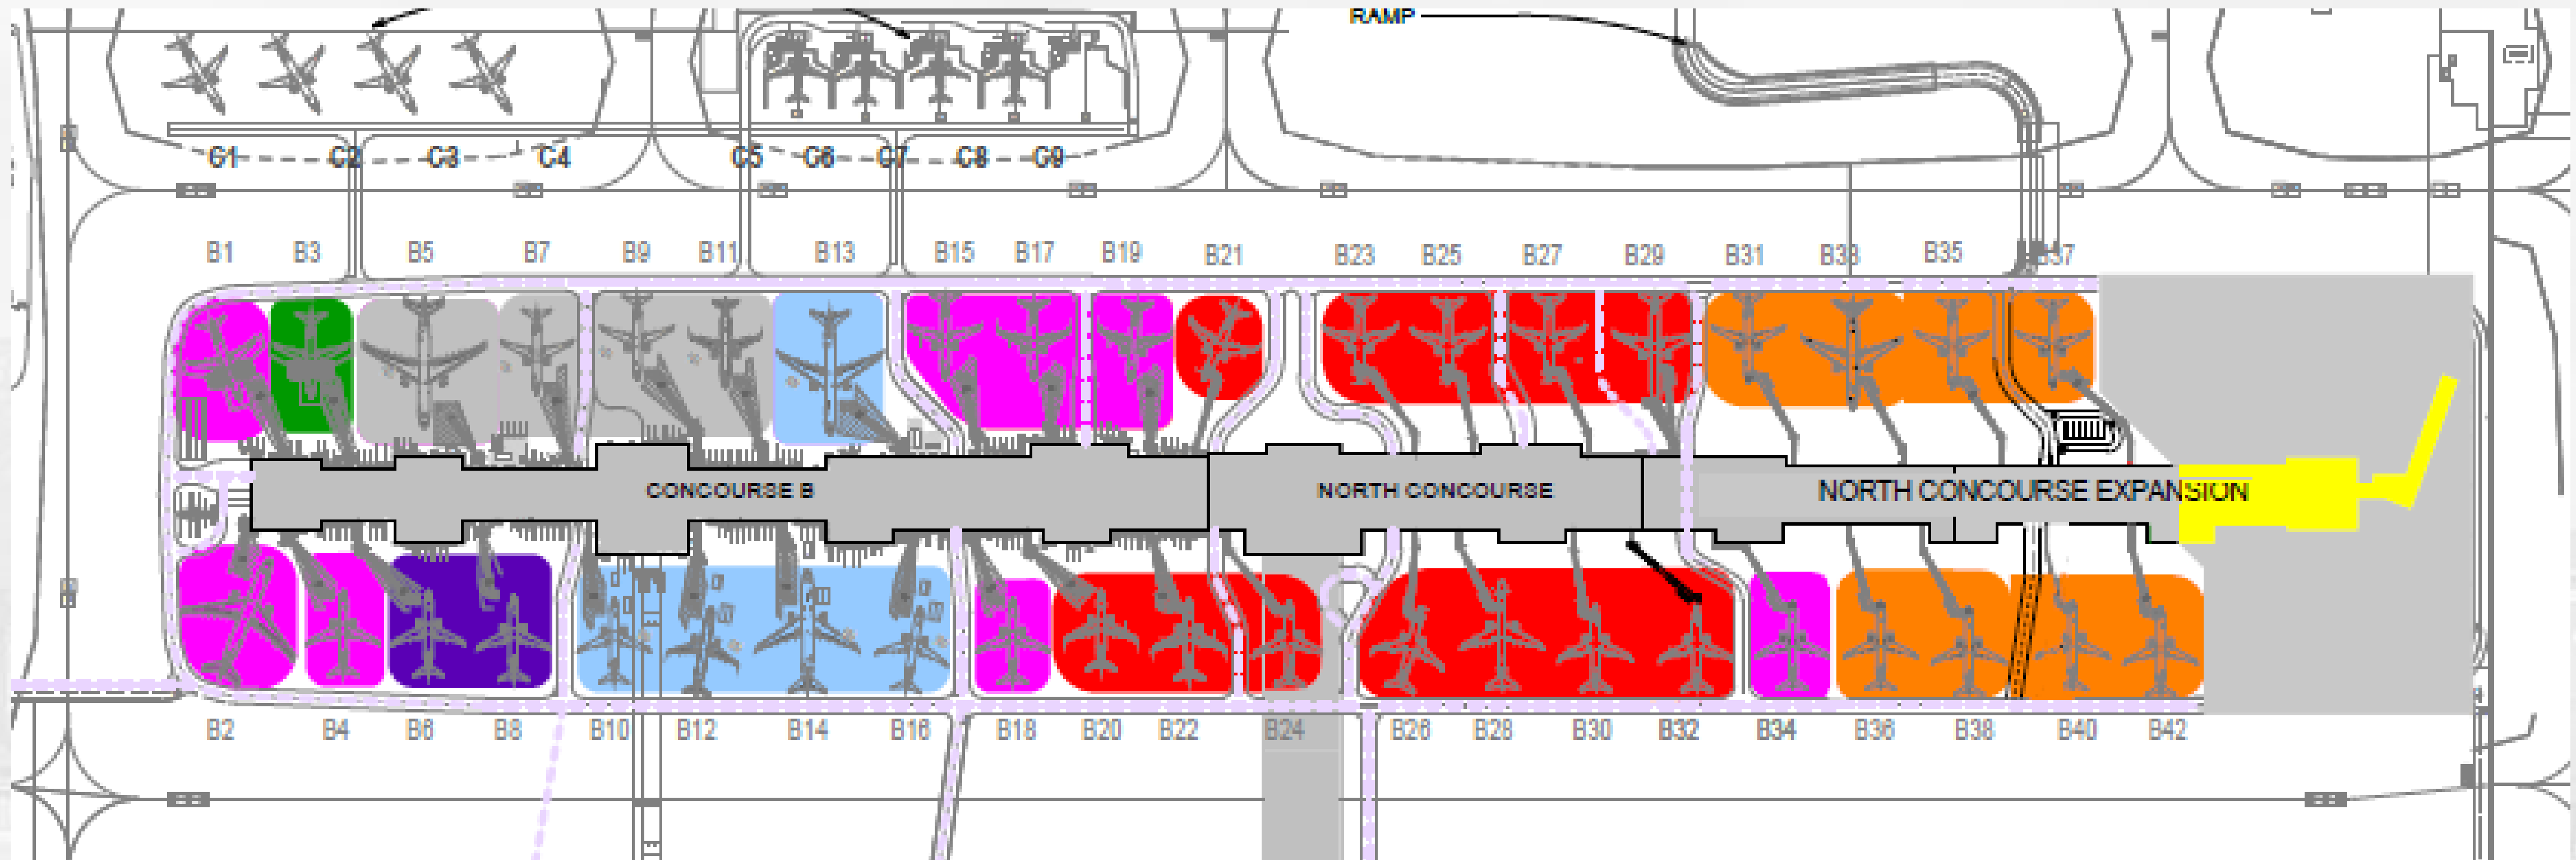 RAMP
C1 C2 C3 C4 C5 C6 C7 C8 C9
B1 B3 B5 B7 B9 B11 B13 B15 B17 B19 B21 B23 B25 B27 B29 B31 B33 B35 B37
CONCOURSE B NORTH CONCOURSE NORTH CONCOURSE EXPANSION
B2 B4 B6 B8 B10 B12 B14 B16 B18 B20 B22 B24 B26 B28 B30 B32 B34 B36 B38 B40 B42